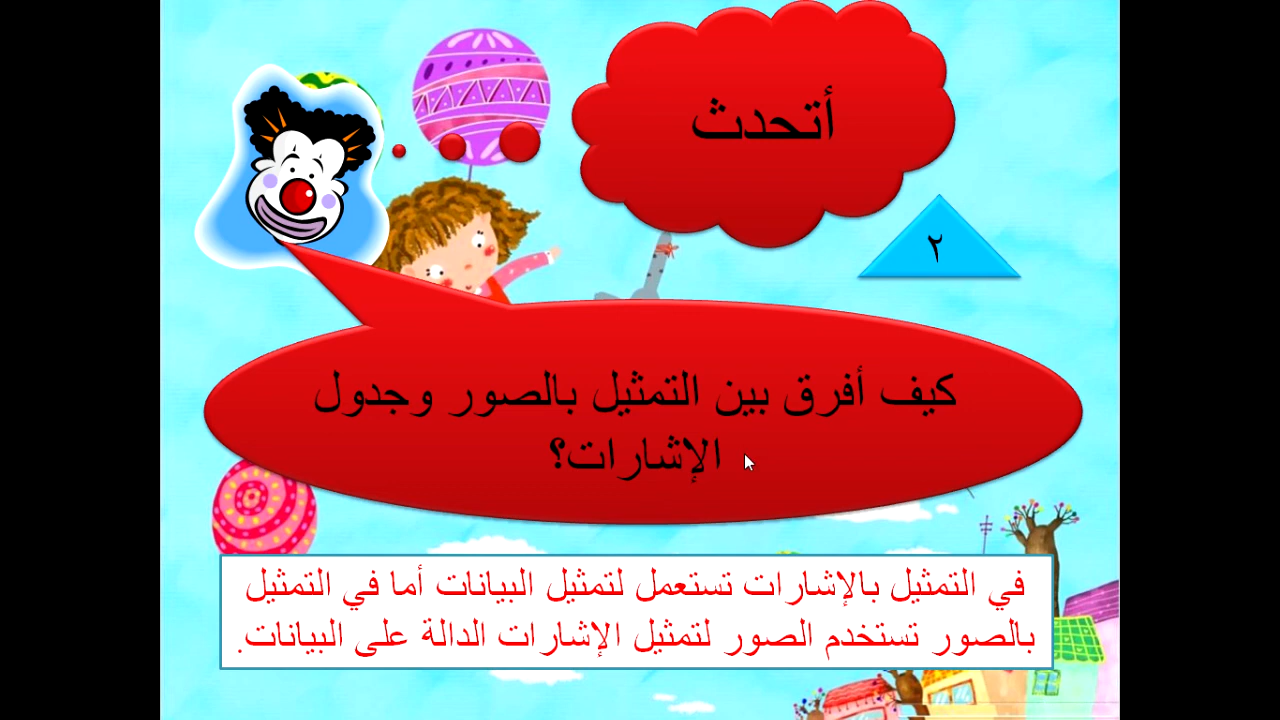 أتحدث
٢
كيف أفرق بين التمثيل بالصور وجدول
الإشارات؟
في التمثيل بالإشارات تستعمل لتمثيل البيانات أما في التمثيل
بالصور تستخدم الصور لتمثيل الإشارات الدالة على البيانات.